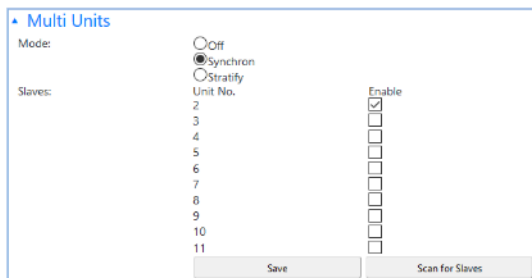 Multi Units
Mode: Off
Synchron
Stratify
Slaves: Unit No. Enable
2
3
4
5
6
7
8
9
10
11
Save Scan for Slaves